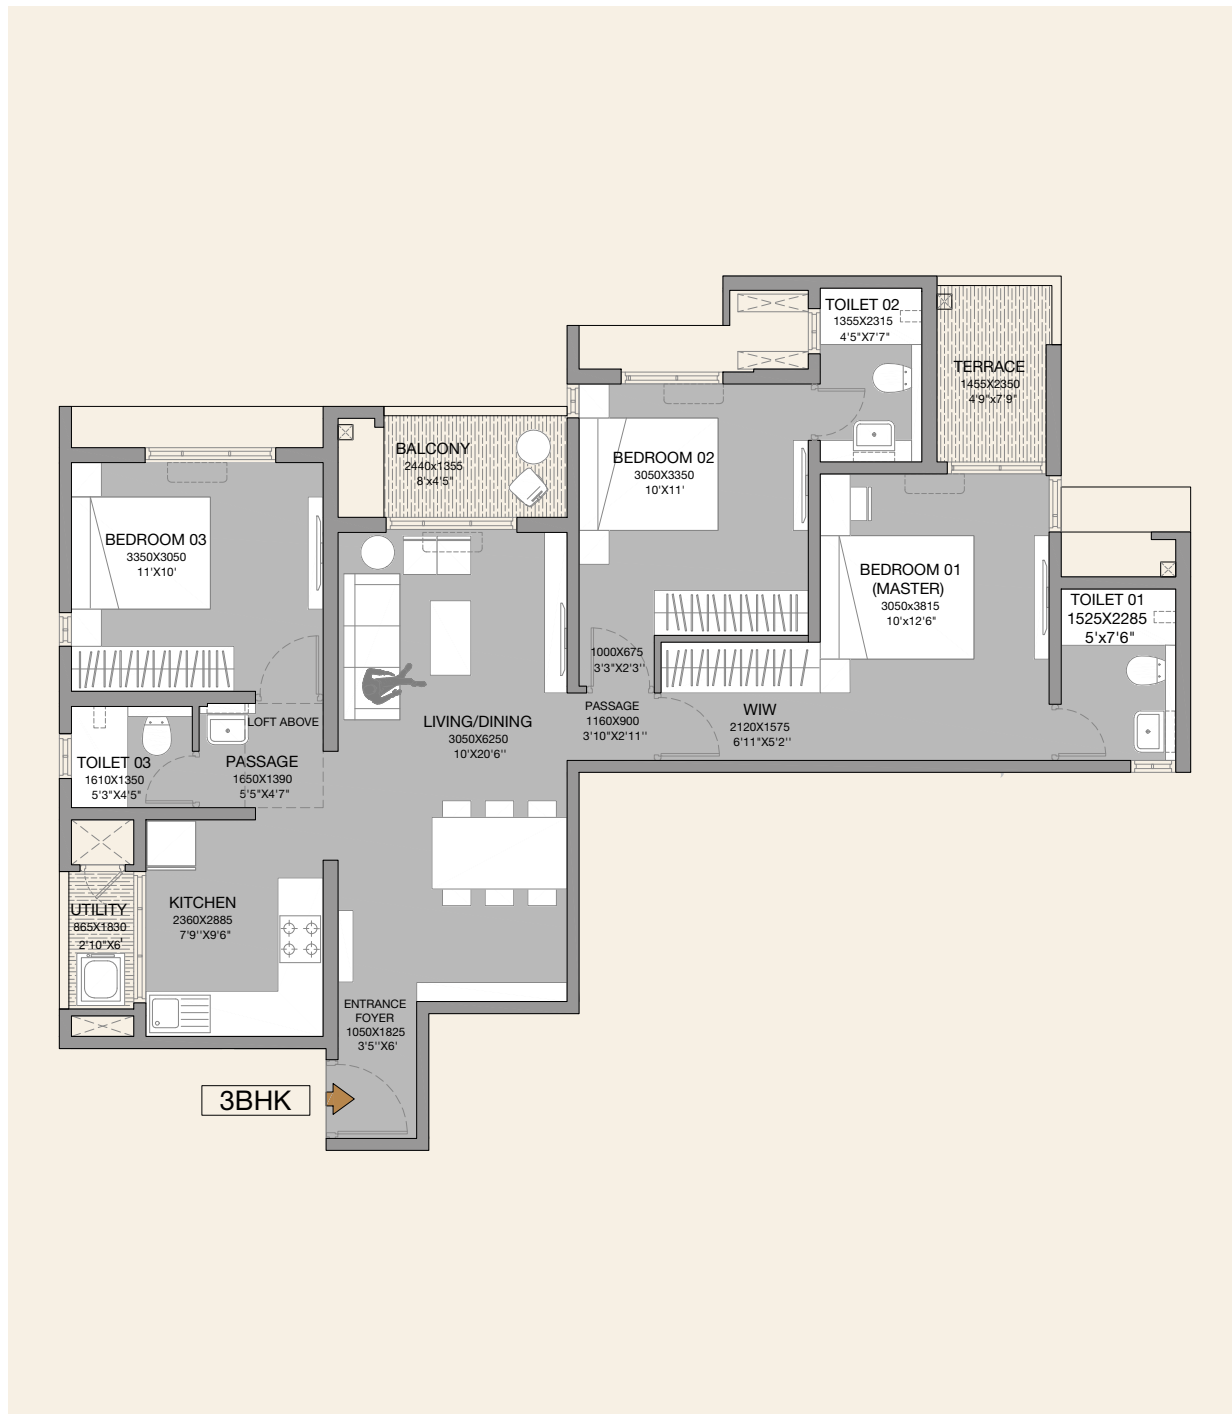 TOILET 02
1355X2315
4'5"X7'7"
TERRACE
1455X2350
4'9"x7'9"
BALCONY
2440x1355
8'x4'5"
BEDROOM 02
3050X3350
10'X11'
BEDROOM 03
3350X3050
11'X10'
BEDROOM 01
(MASTER)
3050x3815
10'x12'6"
TOILET 01
1525X2285
5'x7'6"
1000X675
3'3"X2'3''
PASSAGE
1160X900
3'10"X2'11''
WIW
2120X1575
6'11"X5'2''
LIVING/DINING
3050X6250
10'X20'6''
LOFT ABOVE
TOILET 03
1610X1350
5'3"X4'5"
PASSAGE
1650X1390
5'5"X4'7"
KITCHEN
2360X2885
7'9''X9'6"
UTILITY
865X1830
2'10"X6'
ENTRANCE
FOYER
1050X1825
3'5''X6'
3BHK